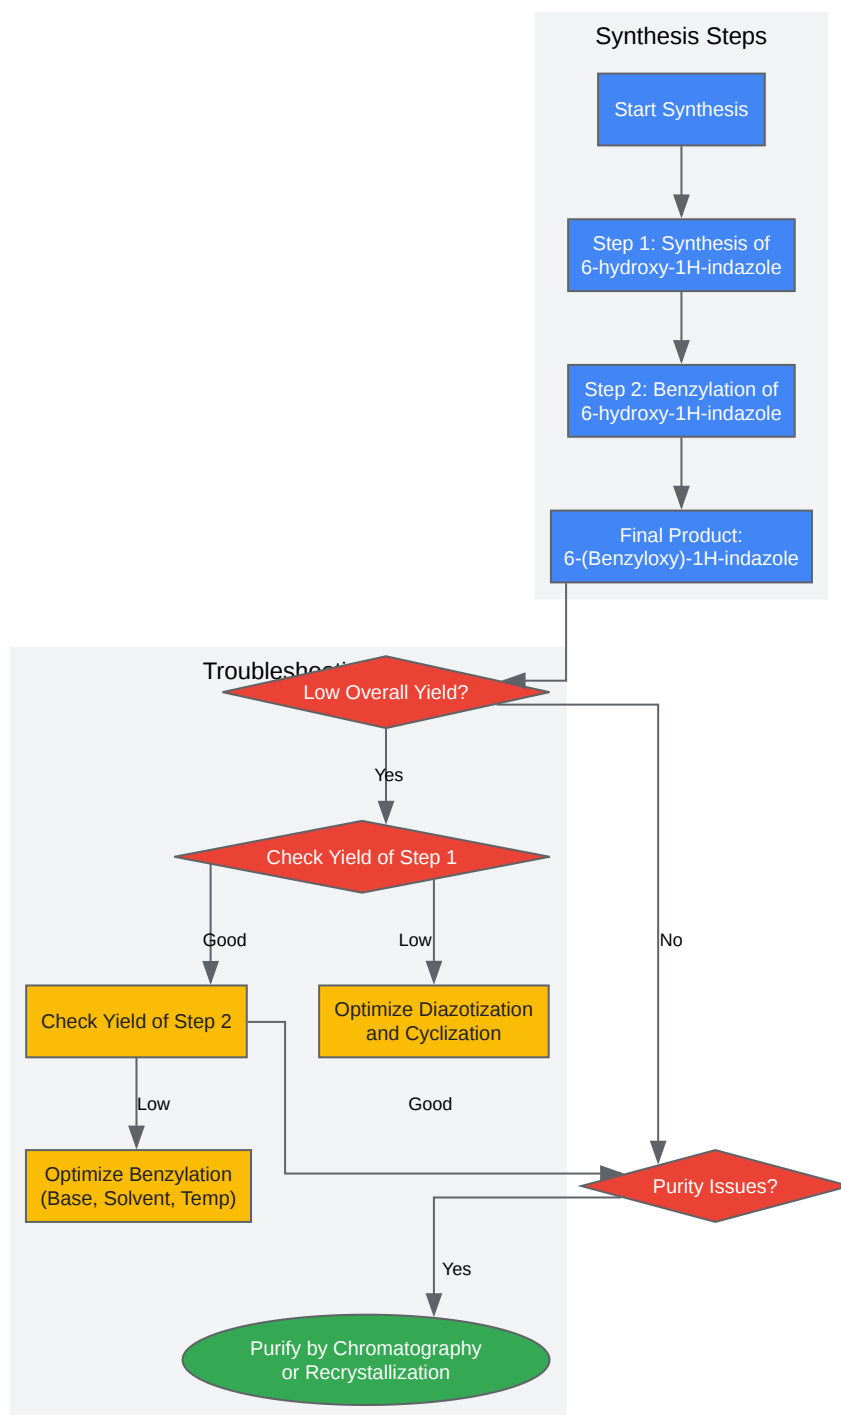 Synthesis Steps
Start Synthesis
Step 1: Synthesis of
6-hydroxy-1H-indazole
Step 2: Benzylation of
6-hydroxy-1H-indazole
Final Product:
6-(Benzyloxy)-1H-indazole
Low Overall Yield?
Yes
Check Yield of Step 1
Good
Low
No
Check Yield of Step 2
Optimize Diazotization
and Cyclization
Low
Good
Optimize Benzylation
(Base, Solvent, Temp)
Purity Issues?
Yes
Purify by Chromatography
or Recrystallization